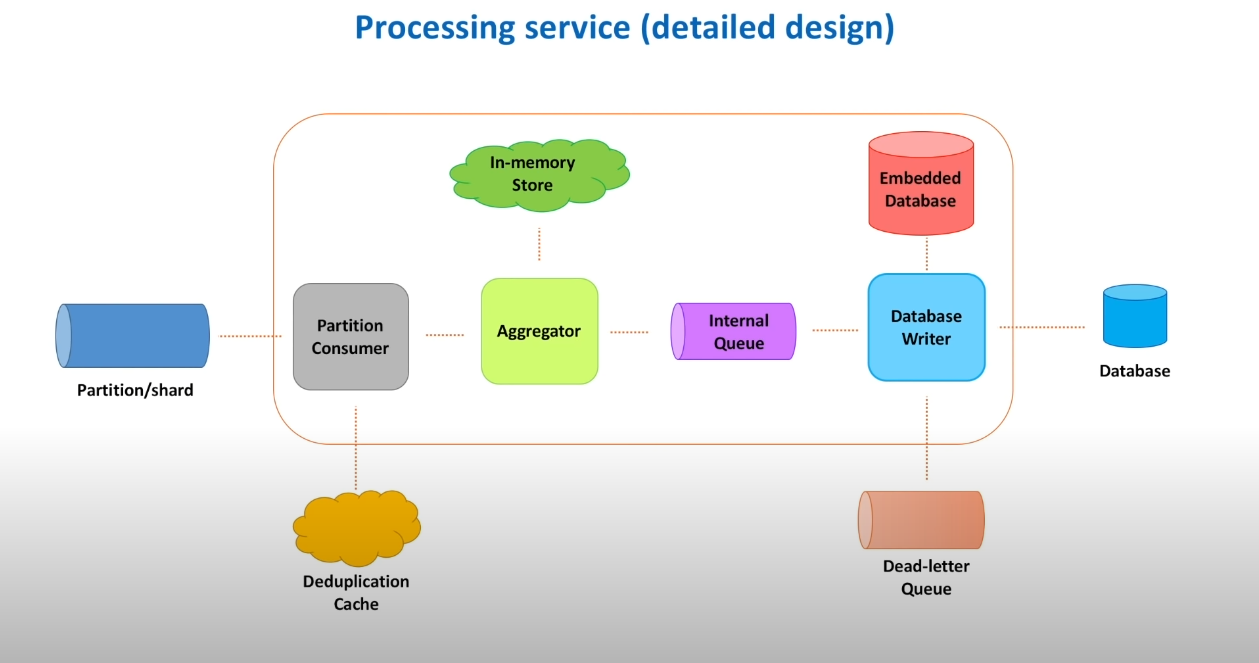 Processing service (detailed design)
In-memory
Store
Embedded
Database
Partition
Consumer
Aggregator
Internal
Queue
Database
Writer
Partition/shard
Database
Deduplication
Cache
Dead-letter
Queue